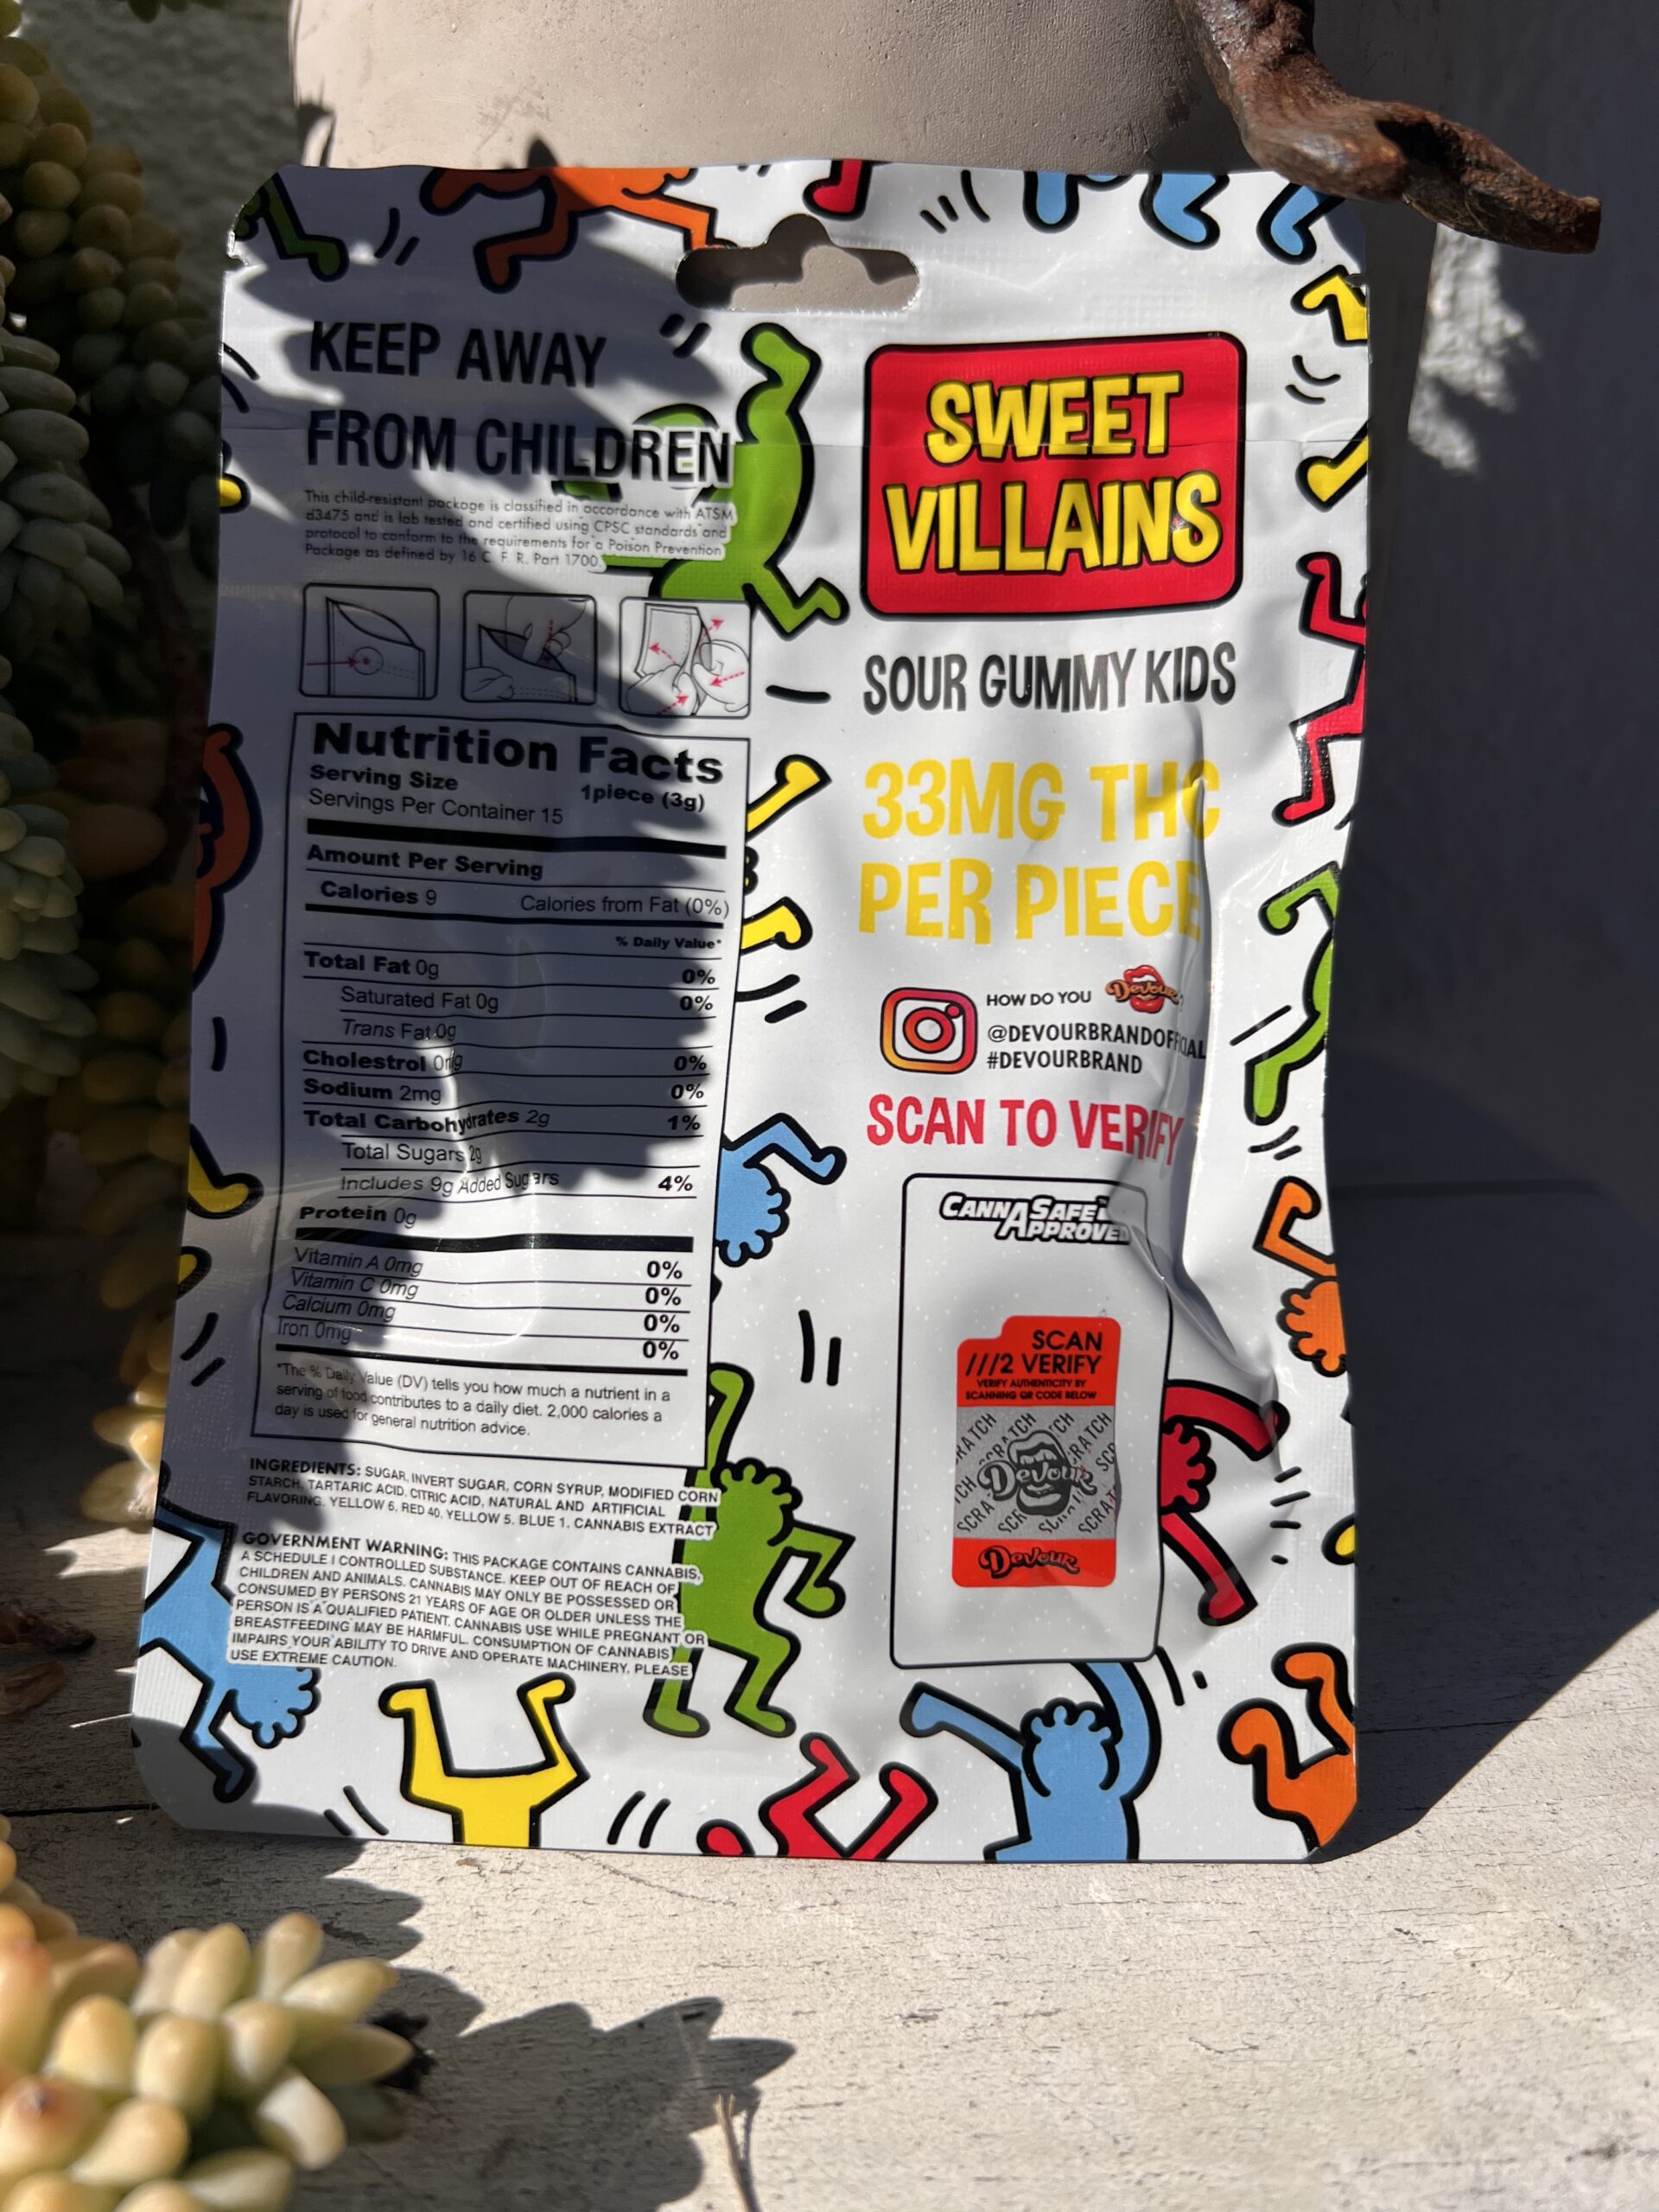 KEEP AWAY
FROM CHILDREN
This child-resistant package is classified in accordance with ATSM
d3475 and is lab tested and certified using CPSC standards and
protocol to conform to the requirements for a Poison Prevention
Package as defined by 16 C. F. R. Part 1700.
Nutrition Facts
Serving Size 1piece (3g)
Servings Per Container 15
Amount Per Serving
Calories 9 Calories from Fat (0%)
% Daily Value*
Total Fat 0g 0%
Saturated Fat 0g 0%
Trans Fat 0g
Cholestrol 0mg 0%
Sodium 2mg 0%
Total Carbohydrates 2g 1%
Total Sugars 2g
Includes 9g Added Sugars 4%
Protein 0g
Vitamin A 0mg 0%
Vitamin C 0mg 0%
Calcium 0mg 0%
Iron 0mg 0%
*The % Daily Value (DV) tells you how much a nutrient in a
serving of food contributes to a daily diet. 2,000 calories a
day is used for general nutrition advice.
INGREDIENTS: SUGAR, INVERT SUGAR, CORN SYRUP, MODIFIED CORN
STARCH, TARTARIC ACID, CITRIC ACID, NATURAL AND ARTIFICIAL
FLAVORING, YELLOW 6, RED 40, YELLOW 5. BLUE 1. CANNABIS EXTRACT
GOVERNMENT WARNING: THIS PACKAGE CONTAINS CANNABIS,
A SCHEDULE I CONTROLLED SUBSTANCE. KEEP OUT OF REACH OF
CHILDREN AND ANIMALS. CANNABIS MAY ONLY BE POSSESSED OR
CONSUMED BY PERSONS 21 YEARS OF AGE OR OLDER UNLESS THE
PERSON IS A QUALIFIED PATIENT. CANNABIS USE WHILE PREGNANT OR
BREASTFEEDING MAY BE HARMFUL. CONSUMPTION OF CANNABIS
IMPAIRS YOUR ABILITY TO DRIVE AND OPERATE MACHINERY. PLEASE
USE EXTREME CAUTION.
SWEET
VILLAINS
SOUR GUMMY KIDS
33MG THC
PER PIECE
HOW DO YOU Devour?
@DEVOURBRANDOFFICIAL
#DEVOURBRAND
SCAN TO VERIFY
CANNASAFE™
APPROVED
SCAN
///2 VERIFY
VERIFY AUTHENTICITY BY
SCANNING QR CODE BELOW
SCRATCH SCRATCH SCRATCH SCRATCH
Devour
SCRATCH SCRATCH SCRATCH SCRATCH
Devour